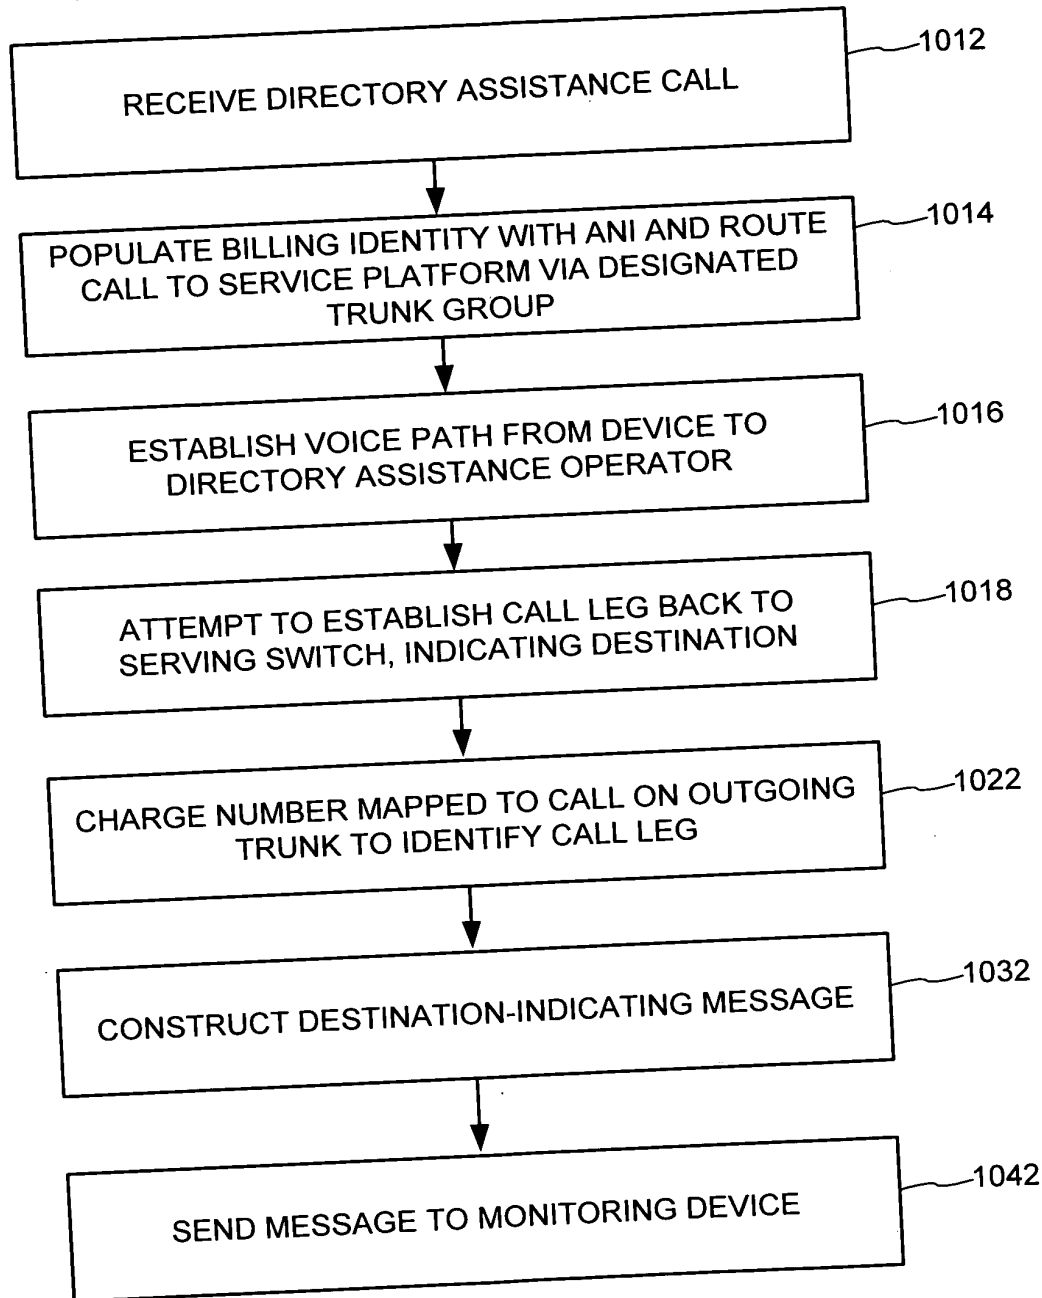 RECEIVE DIRECTORY ASSISTANCE CALL
1012
POPULATE BILLING IDENTITY WITH ANI AND ROUTE
CALL TO SERVICE PLATFORM VIA DESIGNATED
TRUNK GROUP
1014
ESTABLISH VOICE PATH FROM DEVICE TO
DIRECTORY ASSISTANCE OPERATOR
1016
ATTEMPT TO ESTABLISH CALL LEG BACK TO
SERVING SWITCH, INDICATING DESTINATION
1018
CHARGE NUMBER MAPPED TO CALL ON OUTGOING
TRUNK TO IDENTIFY CALL LEG
1022
CONSTRUCT DESTINATION-INDICATING MESSAGE
1032
SEND MESSAGE TO MONITORING DEVICE
1042